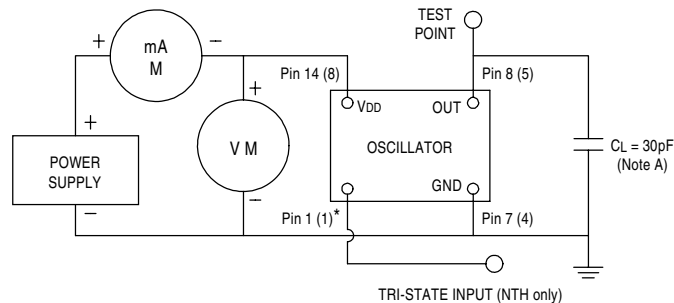 TEST
POINT
+
mA
M
−
Pin 14 (8)
Pin 8 (5)
+
+
VDD
OUT
POWER
SUPPLY
V M
OSCILLATOR
CL = 30pF
(Note A)
GND
−
−
Pin 1 (1)*
Pin 7 (4)
TRI-STATE INPUT (NTH only)